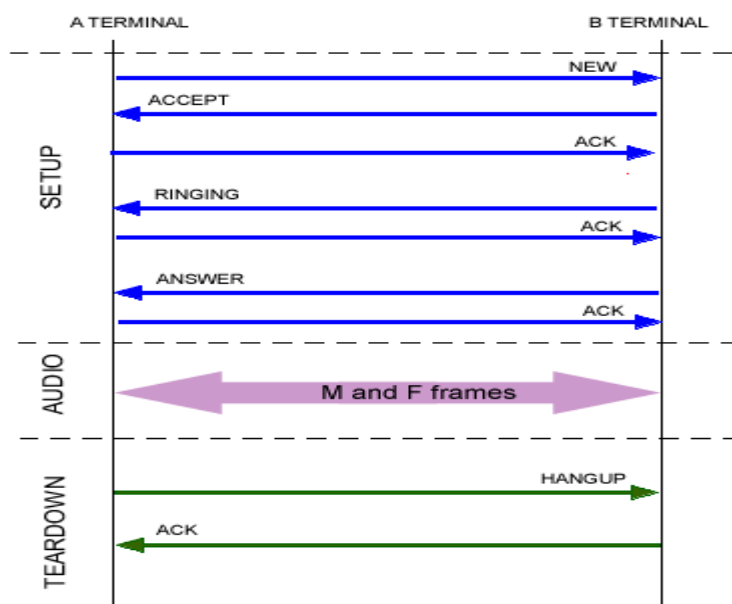 A TERMINAL
B TERMINAL
NEW
ACCEPT
ACK
SETUP
RINGING
ACK
ANSWER
ACK
AUDIO
M and F frames
TEARDOWN
HANGUP
ACK